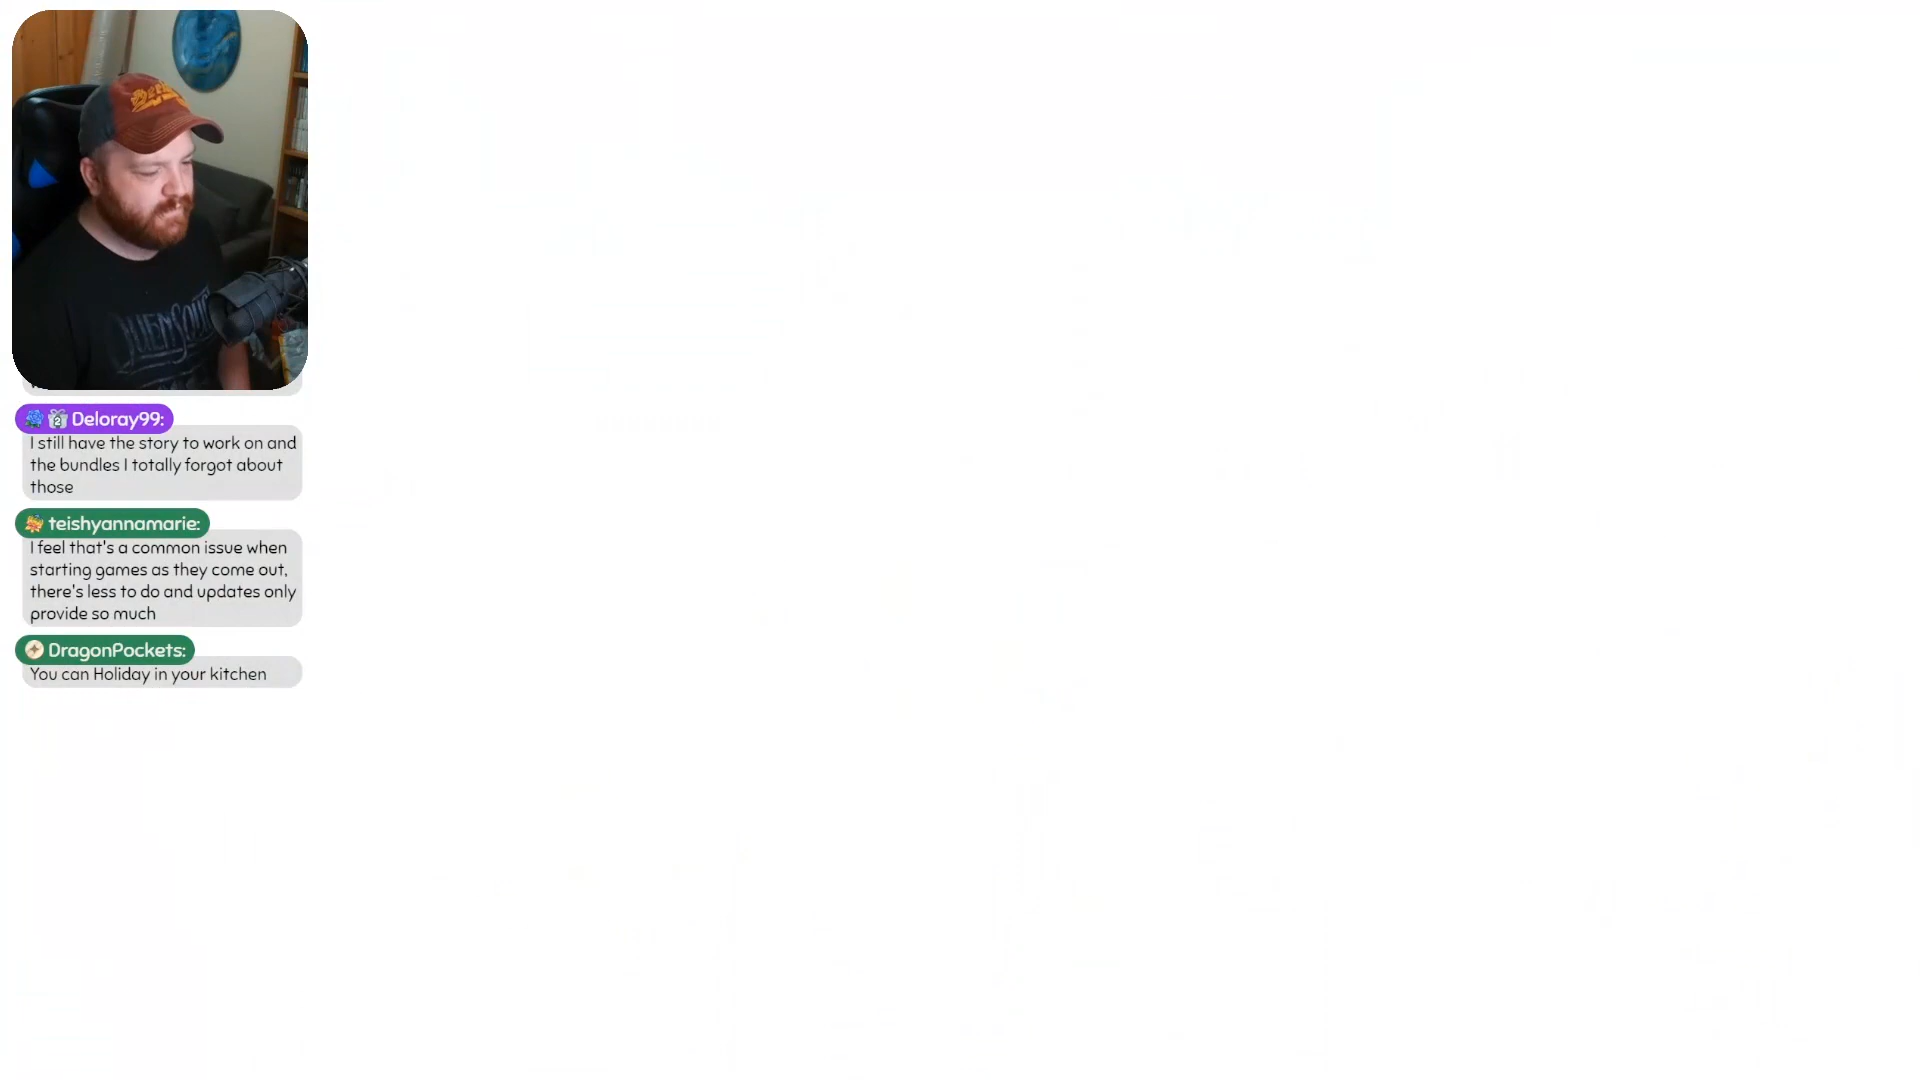 Deloray99:
I still have the story to work on and
the bundles I totally forgot about
those
teishyannamarie:
I feel that's a common issue when
starting games as they come out,
there's less to do and updates only
provide so much
DragonPockets:
You can Holiday in your kitchen